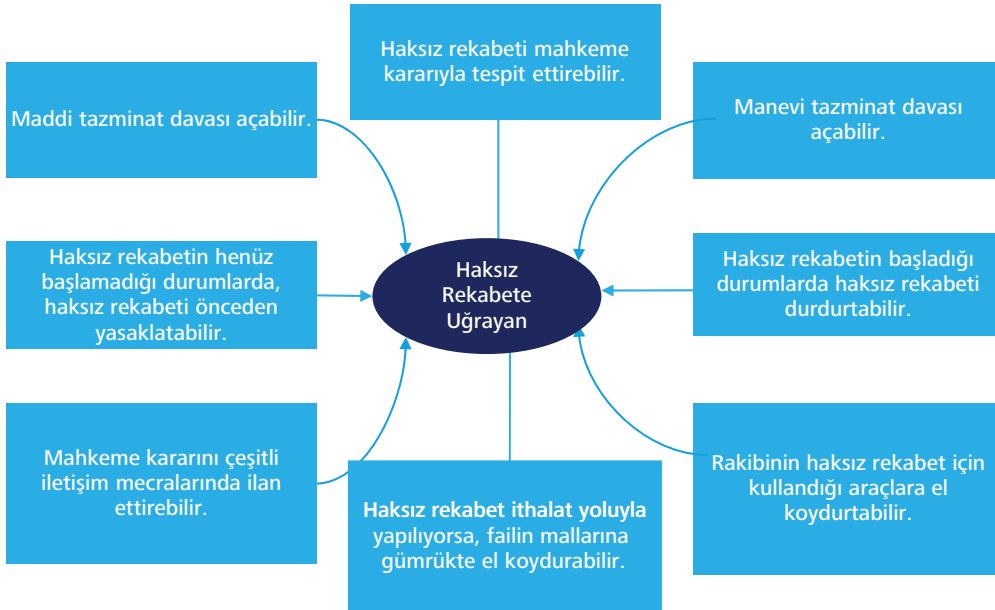 Haksız rekabeti mahkeme
kararıyla tespit ettirebilir.
Maddi tazminat davası açabilir.
Manevi tazminat davası
açabilir.
Haksız rekabetin henüz
başlamadığı durumlarda,
haksız rekabeti önceden
yasaklatabilir.
Haksız
Rekabete
Uğrayan
Haksız rekabetin başladığı
durumlarda haksız rekabeti
durdurtabilir.
Mahkeme kararını çeşitli
iletişim mecralarında ilan
ettirebilir.
Haksız rekabet ithalat yoluyla
yapılıyorsa, failin mallarına
gümrükte el koydurabilir.
Rakibinin haksız rekabet için
kullandığı araçlara el
koydurtabilir.